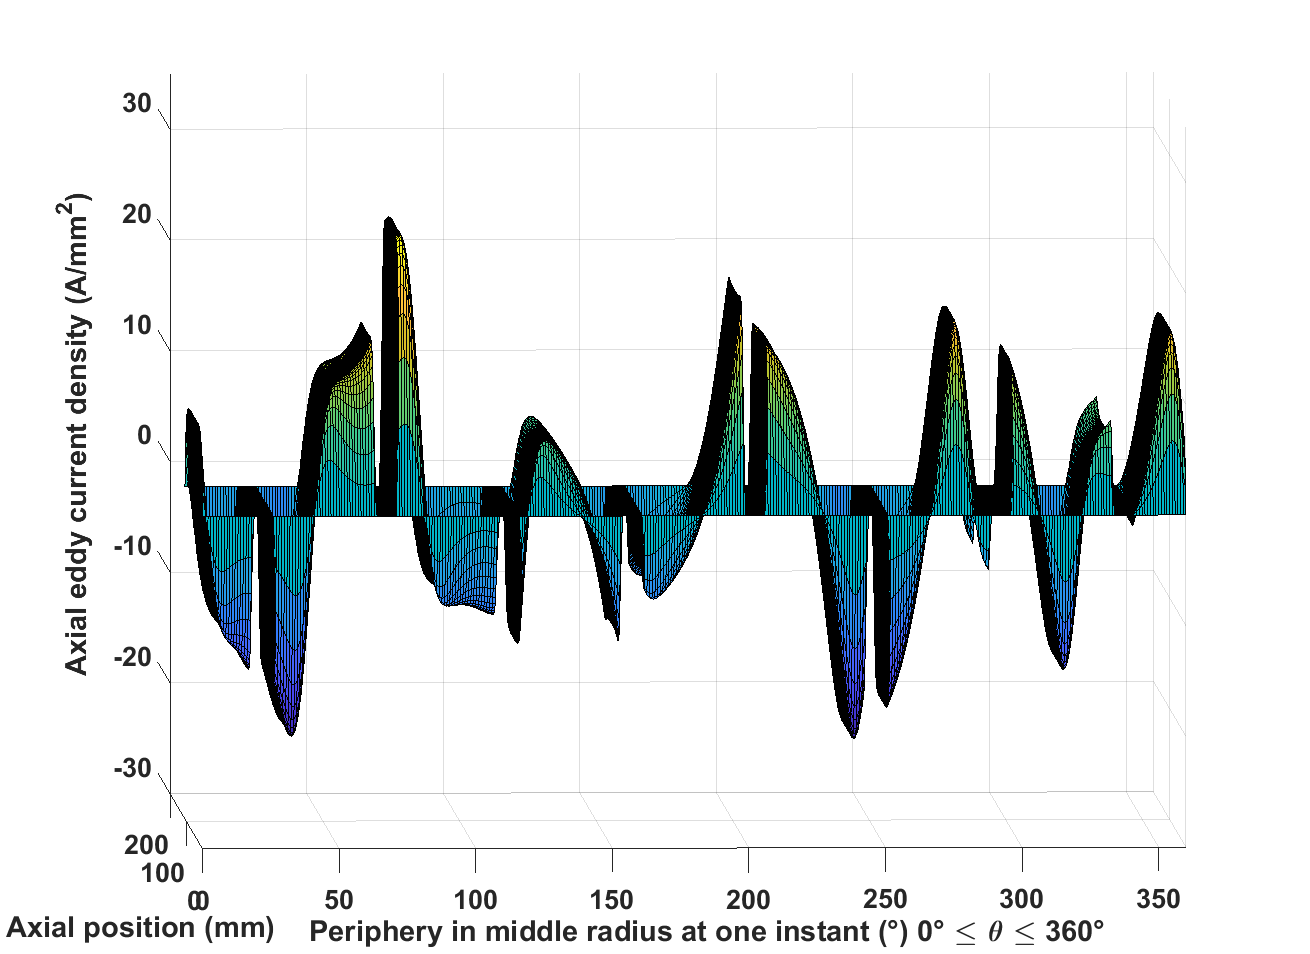 30
20
10
0
-10
-20
-30
Axial eddy current density (A/mm²)
200
100
0
0 50 100 150 200 250 300 350
Axial position (mm)
Periphery in middle radius at one instant (°) 0° ≤ θ ≤ 360°